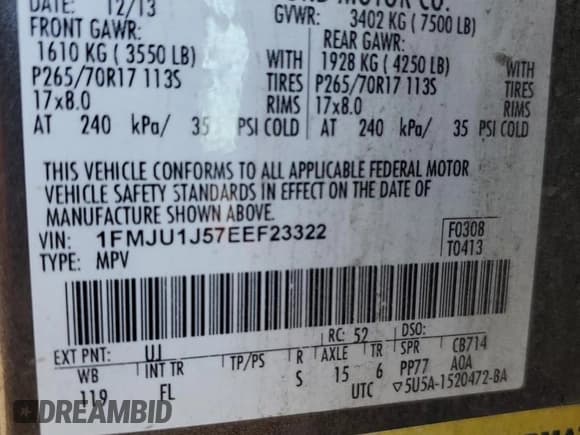 DATE: 12/13
FORD MOTOR CO.
GVWR: 3402 KG ( 7500 LB)
FRONT GAWR:
REAR GAWR:
1610 KG ( 3550 LB) WITH 1928 KG ( 4250 LB) WITH
P265/70R17 113S TIRES P265/70R17 113S TIRES
17x8.0 RIMS 17x8.0 RIMS
AT 240 kPa/ 35 PSI COLD AT 240 kPa/ 35 PSI COLD
THIS VEHICLE CONFORMS TO ALL APPLICABLE FEDERAL MOTOR
VEHICLE SAFETY STANDARDS IN EFFECT ON THE DATE OF
MANUFACTURE SHOWN ABOVE.
VIN: 1FMJU1J57EEF23322
F0308
TYPE: MPV
T0413
EXT PNT: UJ RC: 52 DSO:
WB INT TR TP/PS R AXLE TR SPR CB714
119 FL S 15 6 PP77 AOA
UTC ▽5U5A-1520472-BA
DREAMBID